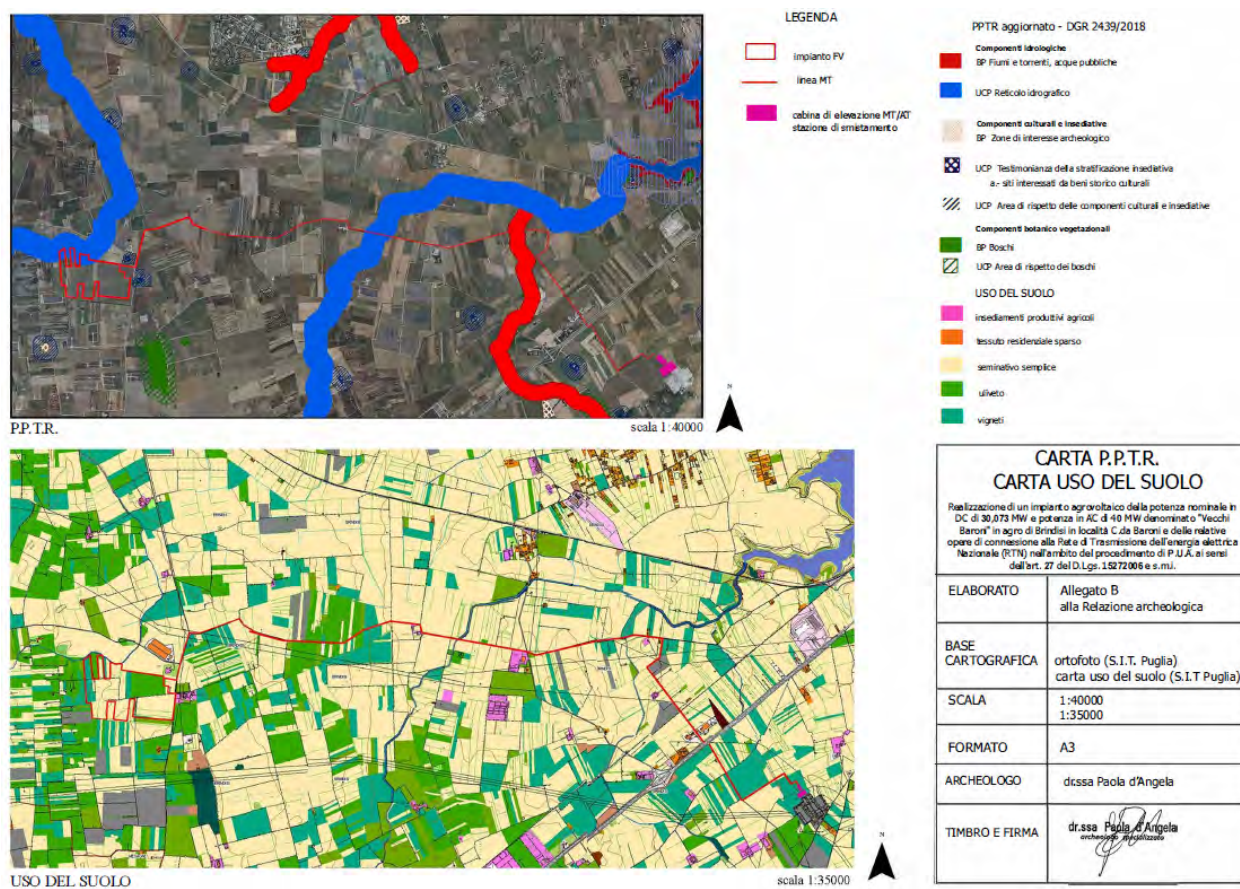 LEGENDA
impianto FV
linea MT
cabina di elevazione MT/AT
stazione di smistamento
PPTR aggiornato - DGR 2439/2018
Componenti idrologiche
BP Fiumi e torrenti, acque pubbliche
UCP Reticolo idrografico
Componenti culturali e insediative
BP Zone di interesse archeologico
UCP Testimonianza della stratificazione insediativa
a.- siti interessati da beni storico culturali
UCP Area di rispetto delle componenti culturali e insediative
Componenti botanico vegetazionali
BP Boschi
UCP Area di rispetto dei boschi
USO DEL SUOLO
insediamenti produttivi agricoli
tessuto residenziale sparso
seminativo semplice
uliveto
vigneti
N
P.P.T.R.
scala 1:40000
CARTA P.P.T.R.
CARTA USO DEL SUOLO
Realizzazione di un impianto agrovoltaico della potenza nominale in
DC di 30,073 MW e potenza in AC di 40 MW denominato "Vecchi
Baroni" in agro di Brindisi in località C.da Baroni e delle relative
opere di connessione alla Rete di Trasmissione dell'energia elettrica
Nazionale (RTN) nell'ambito del procedimento di P.U.A. ai sensi
dell'art. 27 del D.Lgs. 15272006 e s.m.i.
ELABORATO
Allegato B
alla Relazione archeologica
BASE
CARTOGRAFICA
ortofoto (S.I.T. Puglia)
carta uso del suolo (S.I.T Puglia)
SCALA
1:40000
1:35000
FORMATO
A3
ARCHEOLOGO
dr.ssa Paola d'Angela
TIMBRO E FIRMA
dr.ssa Paola d'Angela
archeologo specializzato
N
USO DEL SUOLO
scala 1:35000